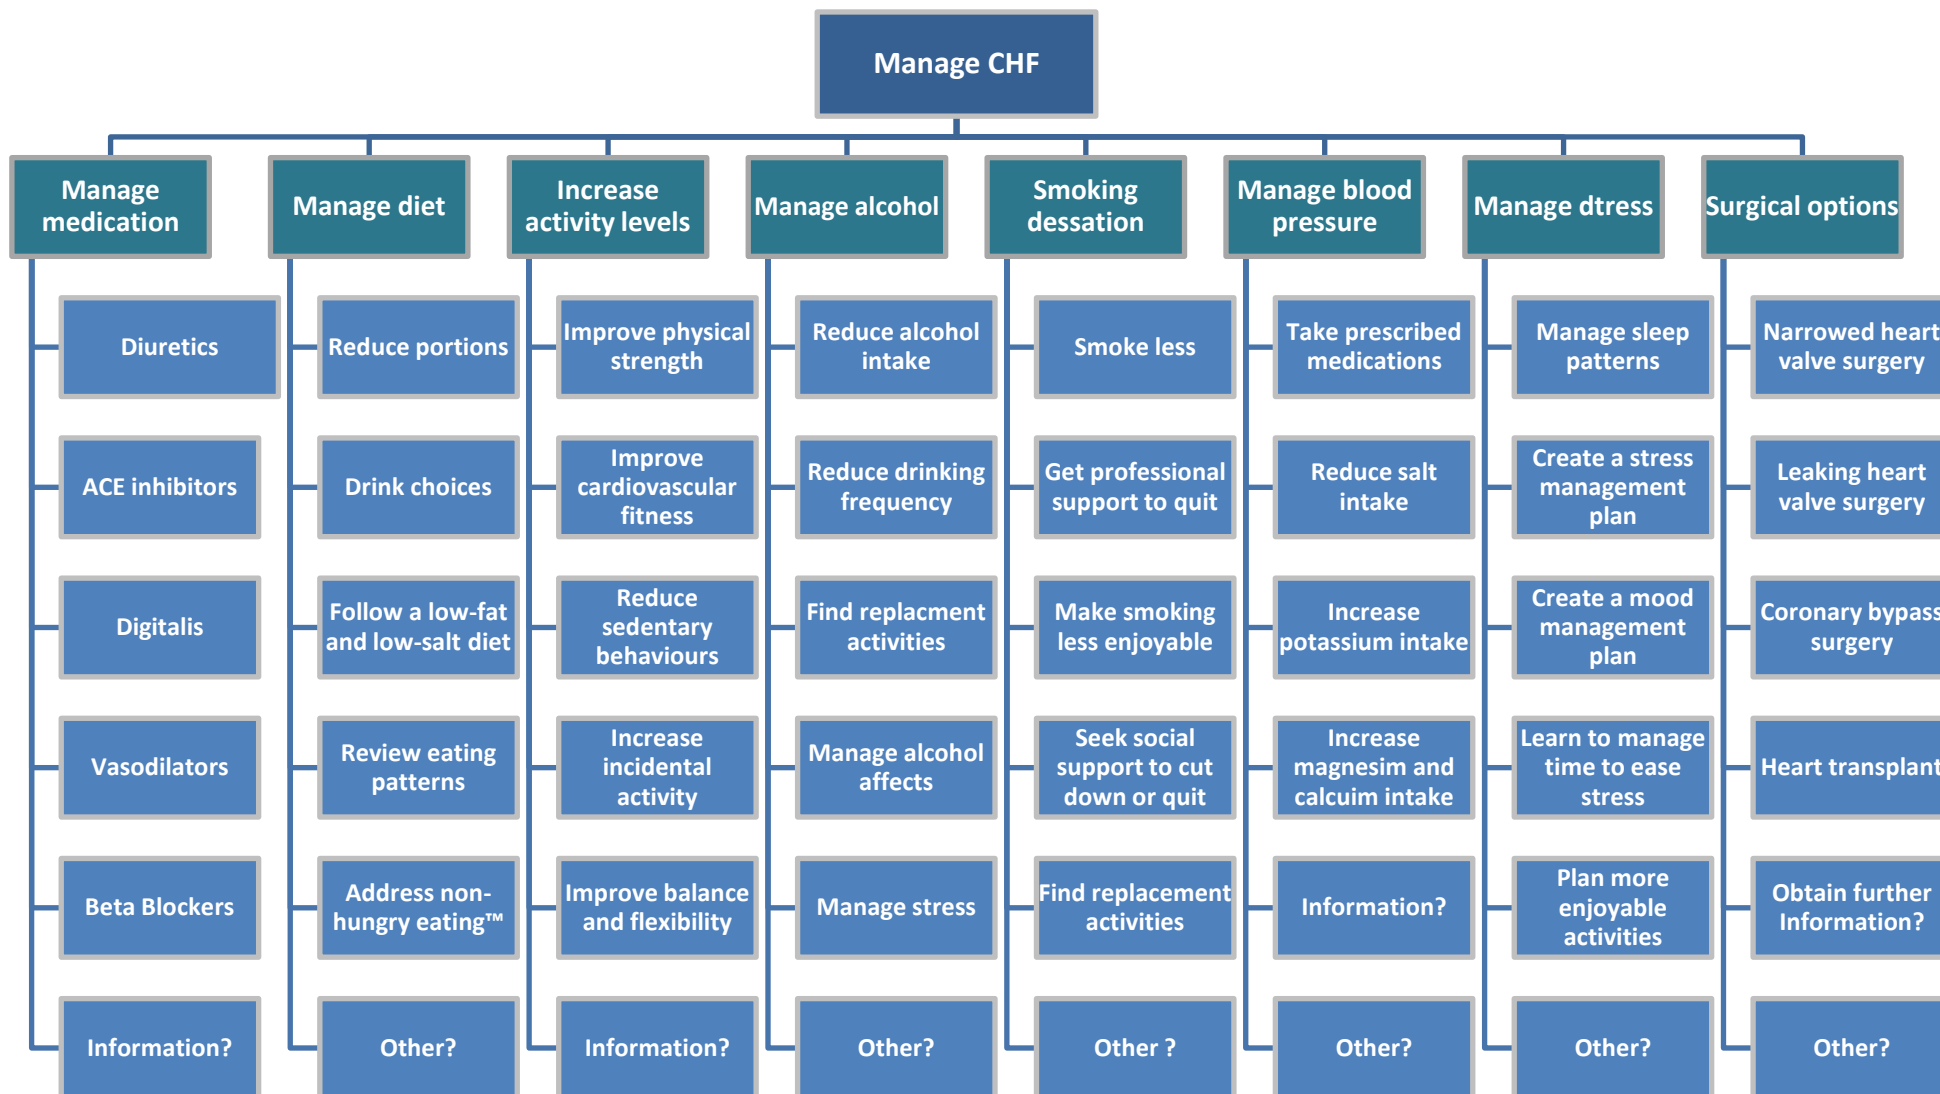 Manage CHF
Manage
medication
Manage diet
Increase
activity levels
Manage alcohol
Smoking
dessation
Manage blood
pressure
Manage dtress
Surgical options
Diuretics
ACE inhibitors
Digitalis
Vasodilators
Beta Blockers
Information?
Reduce portions
Drink choices
Follow a low-fat
and low-salt diet
Review eating
patterns
Address non-
hungry eating™
Other?
Improve physical
strength
Improve
cardiovascular
fitness
Reduce
sedentary
behaviours
Increase
incidental
activity
Improve balance
and flexibility
Information?
Reduce alcohol
intake
Reduce drinking
frequency
Find replacment
activities
Manage alcohol
affects
Manage stress
Other?
Smoke less
Get professional
support to quit
Make smoking
less enjoyable
Seek social
support to cut
down or quit
Find replacement
activities
Other ?
Take prescribed
medications
Reduce salt
intake
Increase
potassium intake
Increase
magnesim and
calcuim intake
Information?
Other?
Manage sleep
patterns
Create a stress
management
plan
Create a mood
management
plan
Learn to manage
time to ease
stress
Plan more
enjoyable
activities
Other?
Narrowed heart
valve surgery
Leaking heart
valve surgery
Coronary bypass
surgery
Heart transplant
Obtain further
Information?
Other?